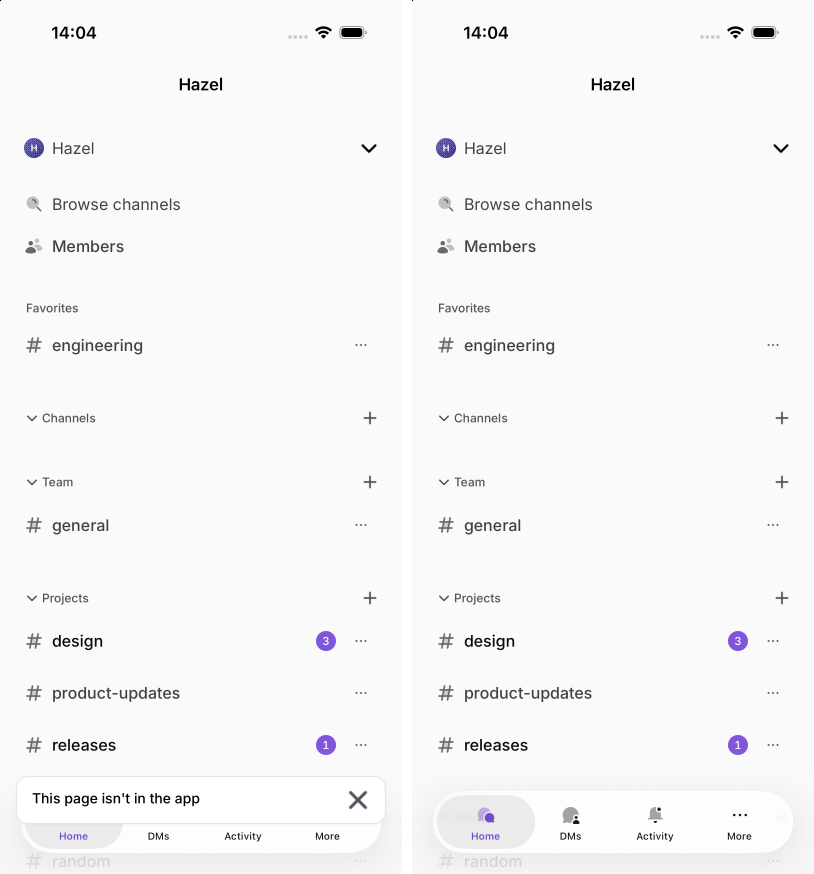 14:04
Hazel
H Hazel
Browse channels
Members
Favorites
# engineering
Channels
Team
# general
Projects
# design 3
# product-updates
# releases 1
This page isn't in the app
Home DMs Activity More
# random
14:04
Hazel
H Hazel
Browse channels
Members
Favorites
# engineering
Channels
Team
# general
Projects
# design 3
# product-updates
# releases 1
Home DMs Activity More
# random